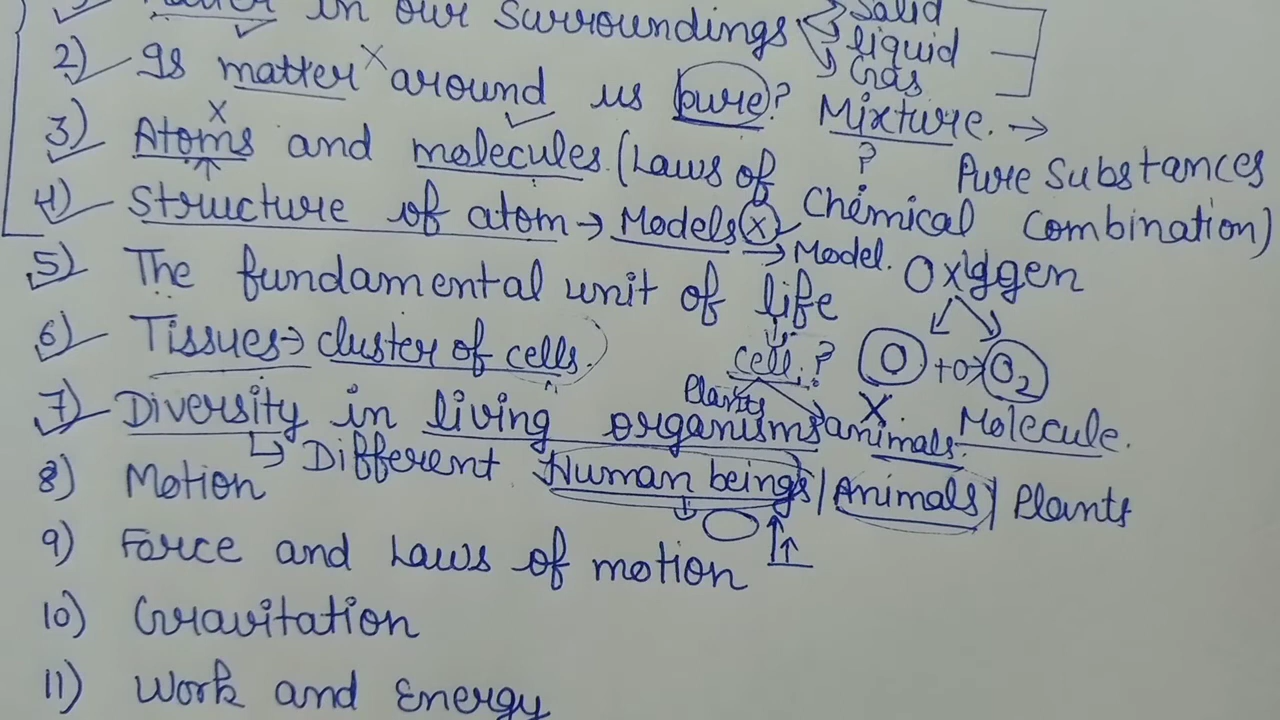 Matter in our Surroundings Solid
liquid
Gas
2) Is matter x around us pure? Mixture. →
? Pure Substances
3) Atoms and molecules. (Laws of
Chemical Combination)
4) Structure of atom → Models (x)
→ Model.
5) The fundamental unit of life
Oxygen
O + O → O2
X. Molecule.
cell. ?
Plants animals.
6) Tissues → cluster of cells.
7) Diversity in living organisms
↳ Different Human beings / Animals / Plants
8) Motion
9) Force and Laws of motion
10) Gravitation
11) Work and Energy